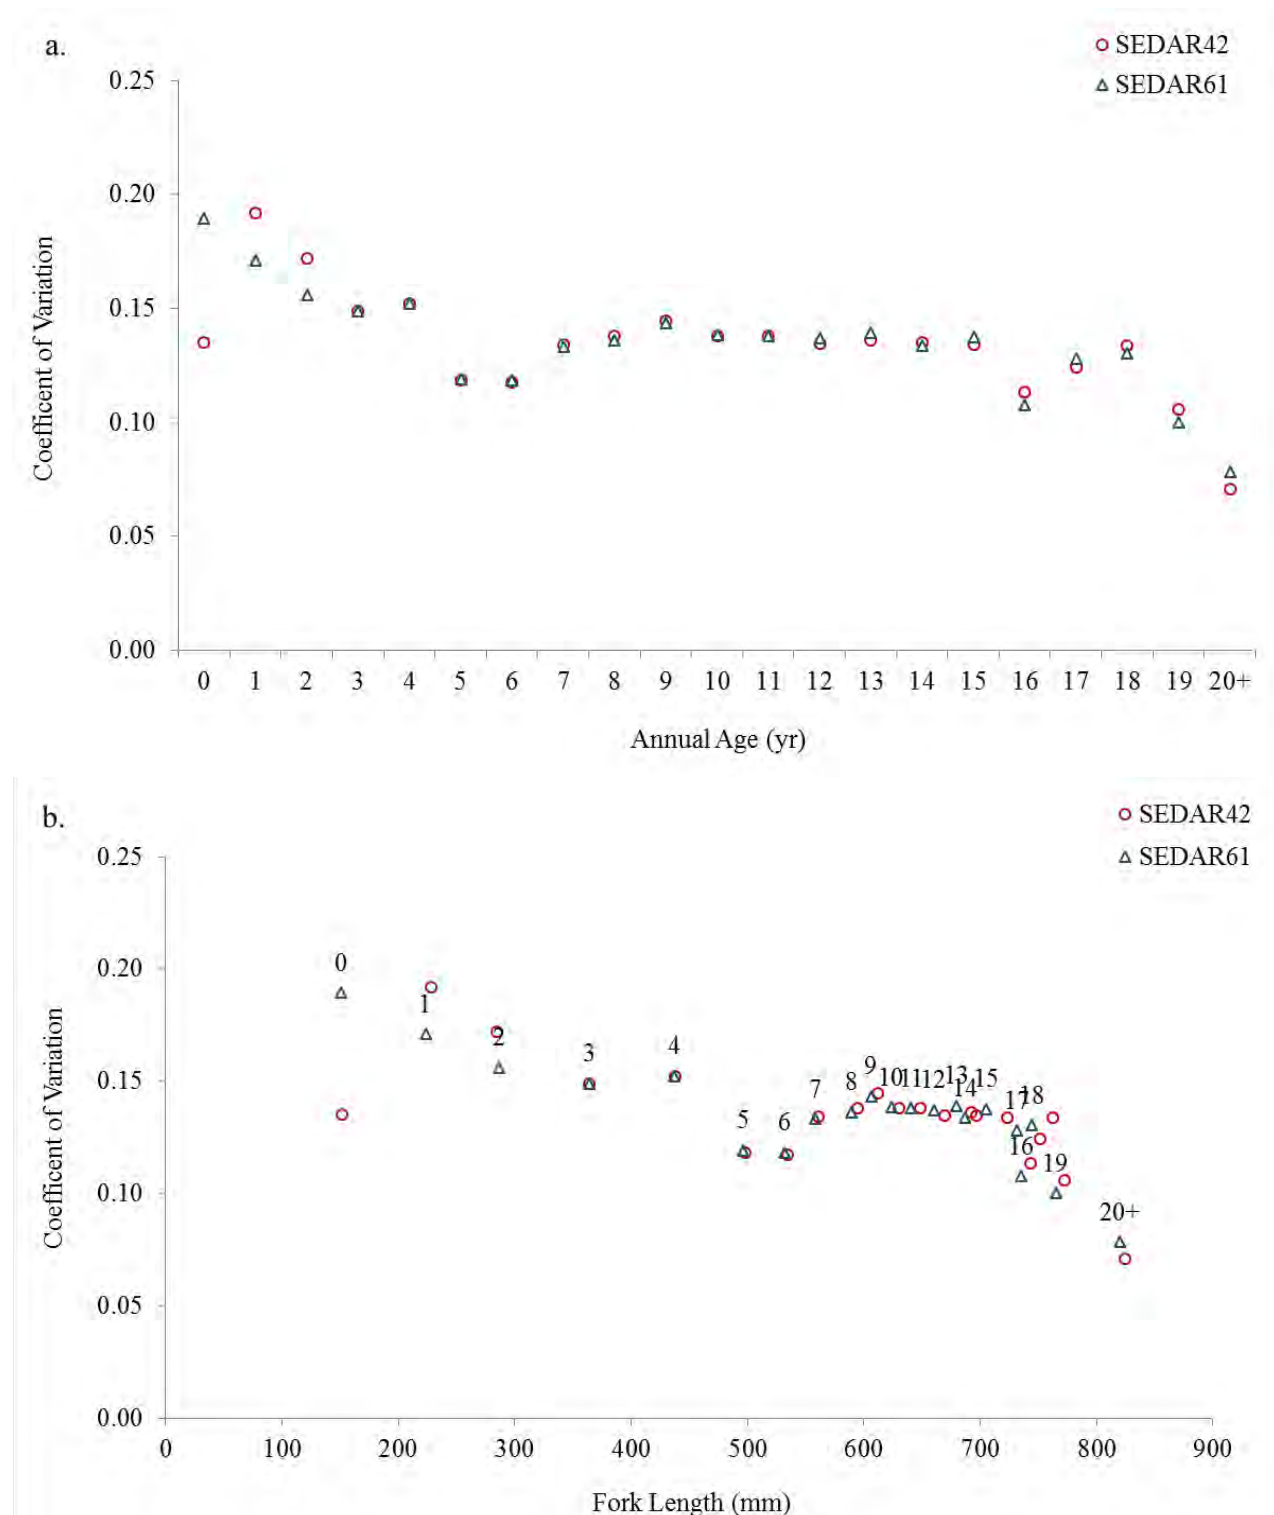 a.
SEDAR42
SEDAR61
0.25
0.20
0.15
0.10
0.05
0.00
Coefficent of Variation
0 1 2 3 4 5 6 7 8 9 10 11 12 13 14 15 16 17 18 19 20+
Annual Age (yr)
b.
SEDAR42
SEDAR61
0.25
0.20
0.15
0.10
0.05
0.00
Coefficent of Variation
0
1
2
3
4
5
6
7
8
9
10
11
12
13
14
15
16
17
18
19
20+
0 100 200 300 400 500 600 700 800 900
Fork Length (mm)